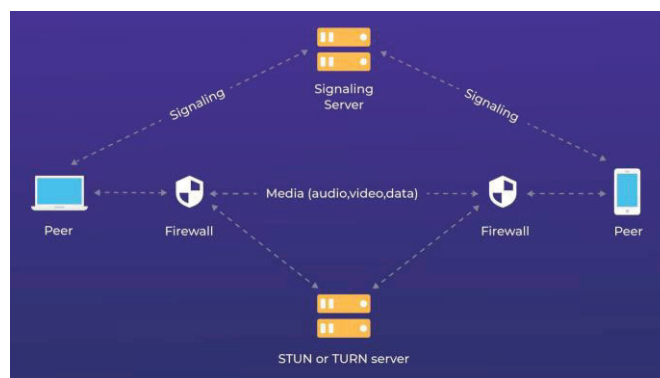 Signaling
Server
Signaling
Signaling
Media (audio,video,data)
Peer
Firewall
Firewall
Peer
STUN or TURN server